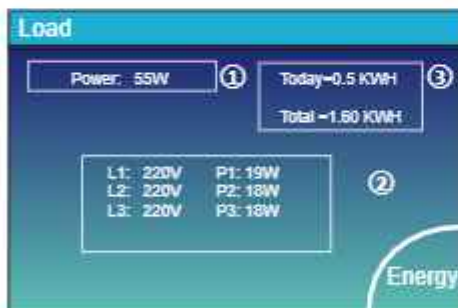 Load
Power: 55W ①
Today=0.5 KWH ③
Total =1.60 KWH
L1: 220V P1: 19W
L2: 220V P2: 18W ②
L3: 220V P3: 18W
Energy